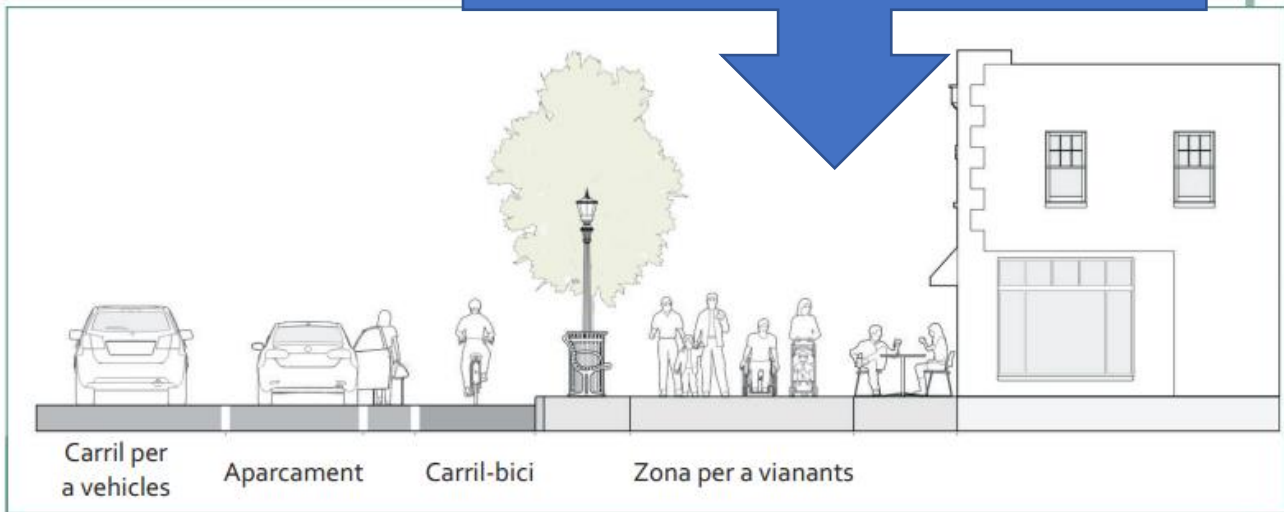 Carril per
a vehicles
Aparcament
Carril-bici
Zona per a vianants